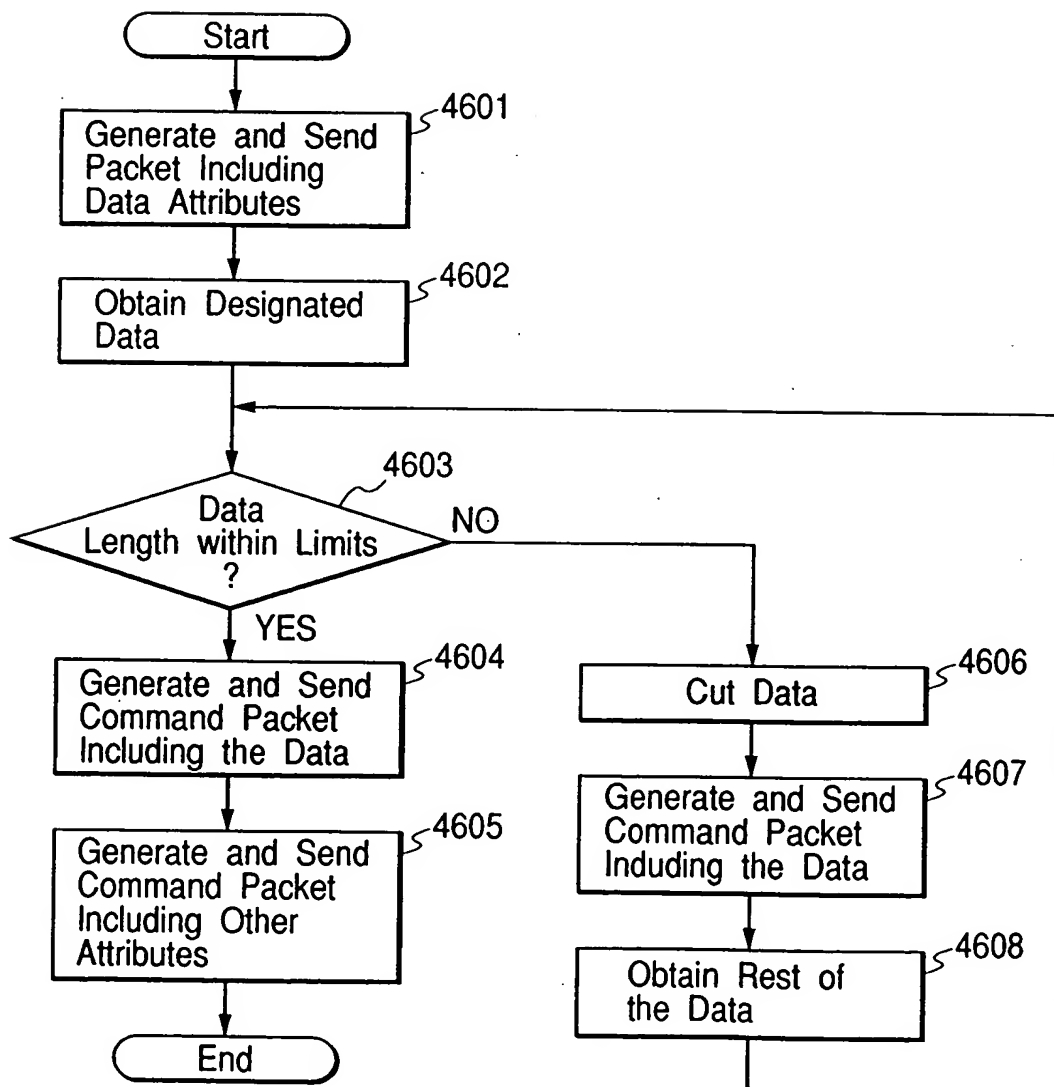 Start
4601
Generate and Send
Packet Including
Data Attributes
4602
Obtain Designated
Data
4603
Data
Length within Limits
?
NO
YES
4604
Generate and Send
Command Packet
Including the Data
4605
Generate and Send
Command Packet
Including Other
Attributes
End
4606
Cut Data
4607
Generate and Send
Command Packet
Induding the Data
4608
Obtain Rest of
the Data